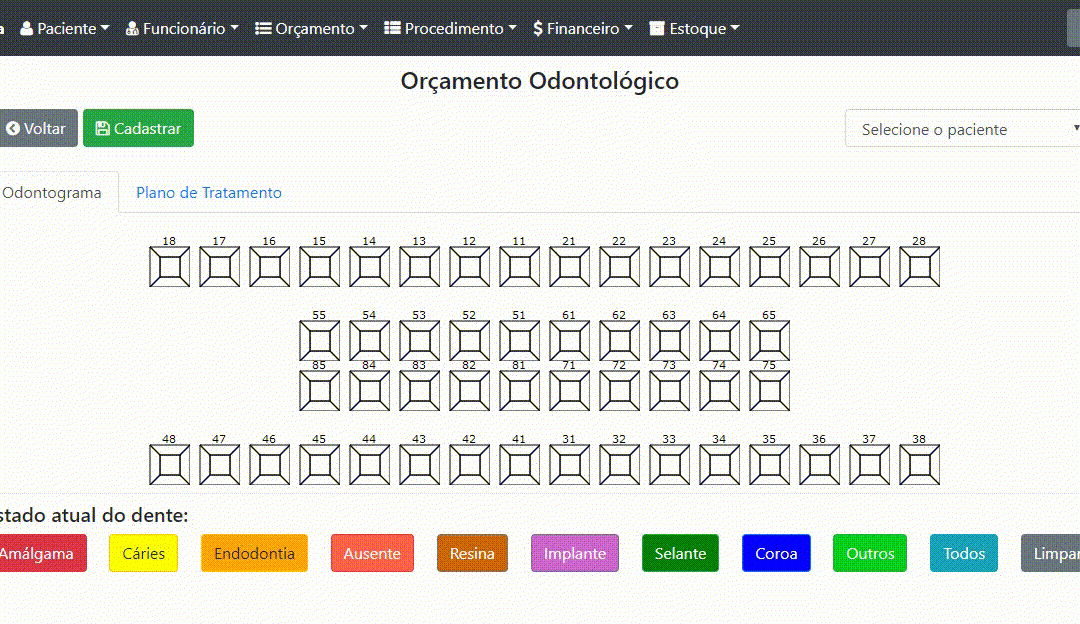 a Paciente Funcionário Orçamento Procedimento $ Financeiro Estoque
Orçamento Odontológico
Voltar Cadastrar Selecione o paciente
Odontograma Plano de Tratamento
18 17 16 15 14 13 12 11 21 22 23 24 25 26 27 28
55 54 53 52 51 61 62 63 64 65
85 84 83 82 81 71 72 73 74 75
48 47 46 45 44 43 42 41 31 32 33 34 35 36 37 38
stado atual do dente:
Amálgama Cáries Endodontia Ausente Resina Implante Selante Coroa Outros Todos Limpar